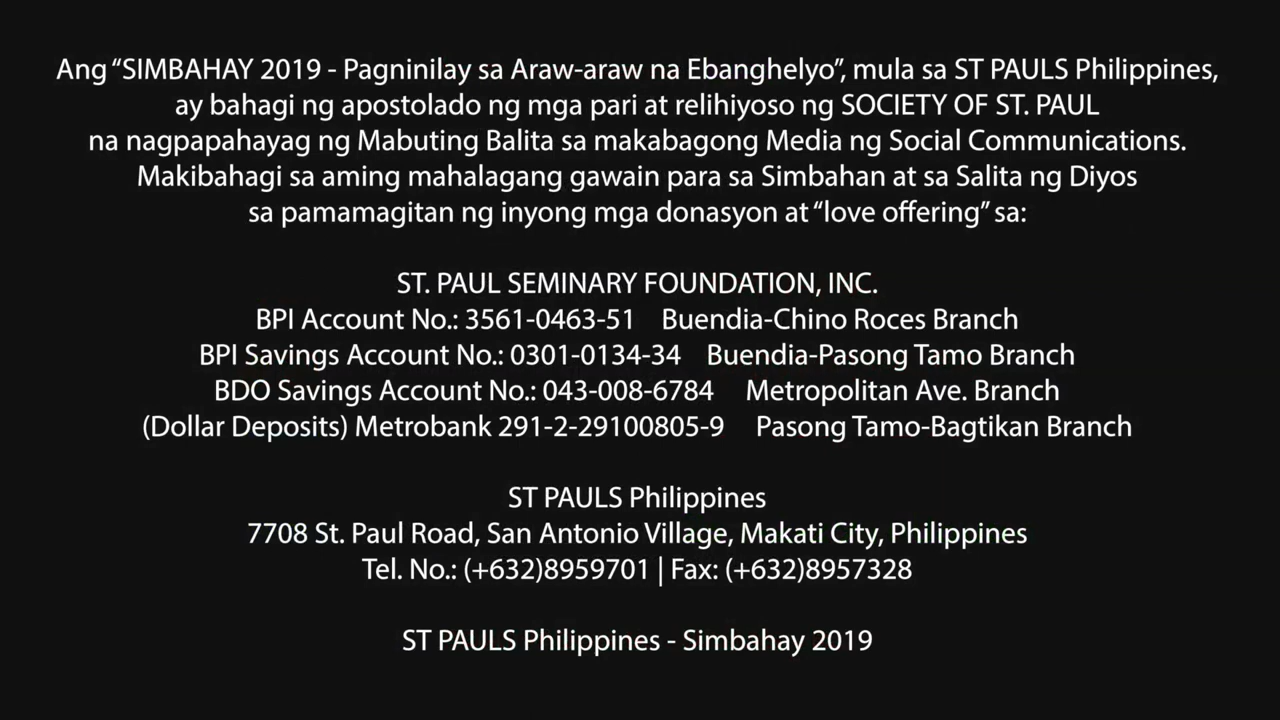 Ang “SIMBAHAY 2019 - Pagninilay sa Araw-araw na Ebanghelyo”, mula sa ST PAULS Philippines,
ay bahagi ng apostolado ng mga pari at relihiyoso ng SOCIETY OF ST. PAUL
na nagpapahayag ng Mabuting Balita sa makabagong Media ng Social Communications.
Makibahagi sa aming mahalagang gawain para sa Simbahan at sa Salita ng Diyos
sa pamamagitan ng inyong mga donasyon at “love offering” sa:
ST. PAUL SEMINARY FOUNDATION, INC.
BPI Account No.: 3561-0463-51 Buendia-Chino Roces Branch
BPI Savings Account No.: 0301-0134-34 Buendia-Pasong Tamo Branch
BDO Savings Account No.: 043-008-6784 Metropolitan Ave. Branch
(Dollar Deposits) Metrobank 291-2-29100805-9 Pasong Tamo-Bagtikan Branch
ST PAULS Philippines
7708 St. Paul Road, San Antonio Village, Makati City, Philippines
Tel. No.: (+632)8959701 | Fax: (+632)8957328
ST PAULS Philippines - Simbahay 2019